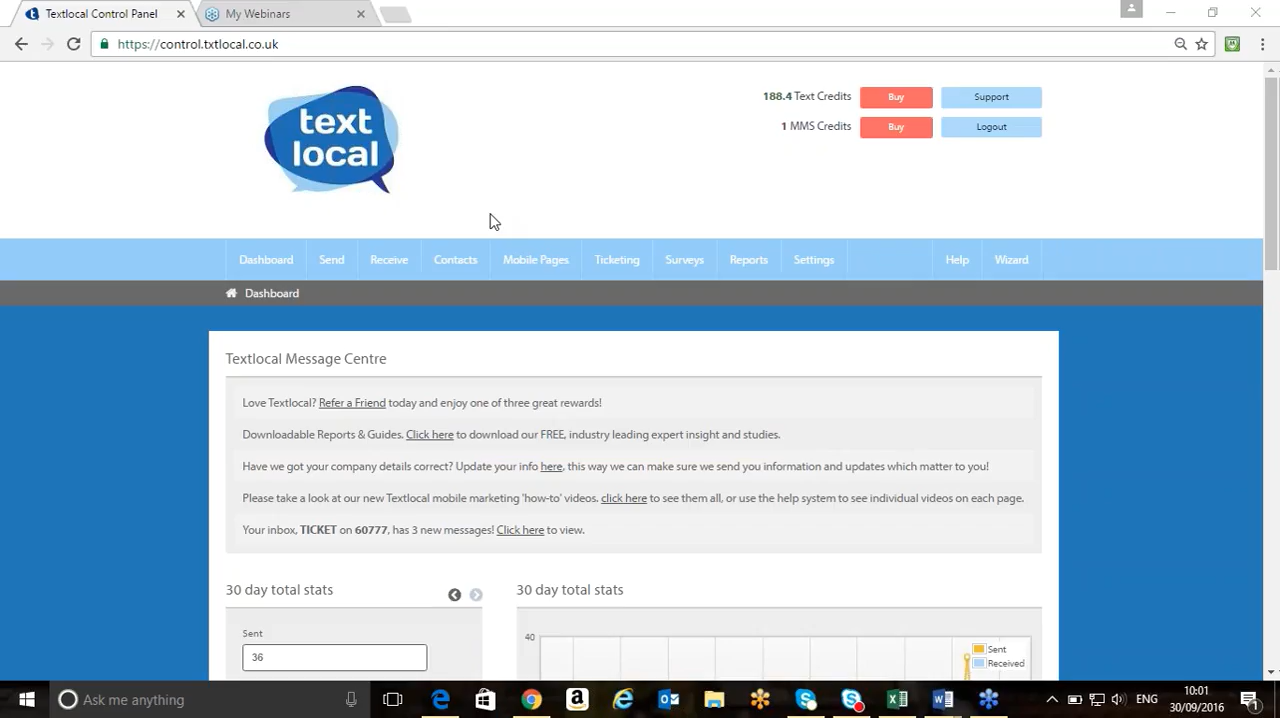 Textlocal Control Panel
My Webinars
https://control.txtlocal.co.uk
text
local
188.4 Text Credits
Buy
Support
1 MMS Credits
Buy
Logout
Dashboard
Send
Receive
Contacts
Mobile Pages
Ticketing
Surveys
Reports
Settings
Help
Wizard
Dashboard
Textlocal Message Centre
Love Textlocal? Refer a Friend today and enjoy one of three great rewards!
Downloadable Reports & Guides. Click here to download our FREE, industry leading expert insight and studies.
Have we got your company details correct? Update your info here, this way we can make sure we send you information and updates which matter to you!
Please take a look at our new Textlocal mobile marketing 'how-to' videos. click here to see them all, or use the help system to see individual videos on each page.
Your inbox, TICKET on 60777, has 3 new messages! Click here to view.
30 day total stats
30 day total stats
Sent
36
40
Sent
Received
Ask me anything
ENG
10:01
30/09/2016